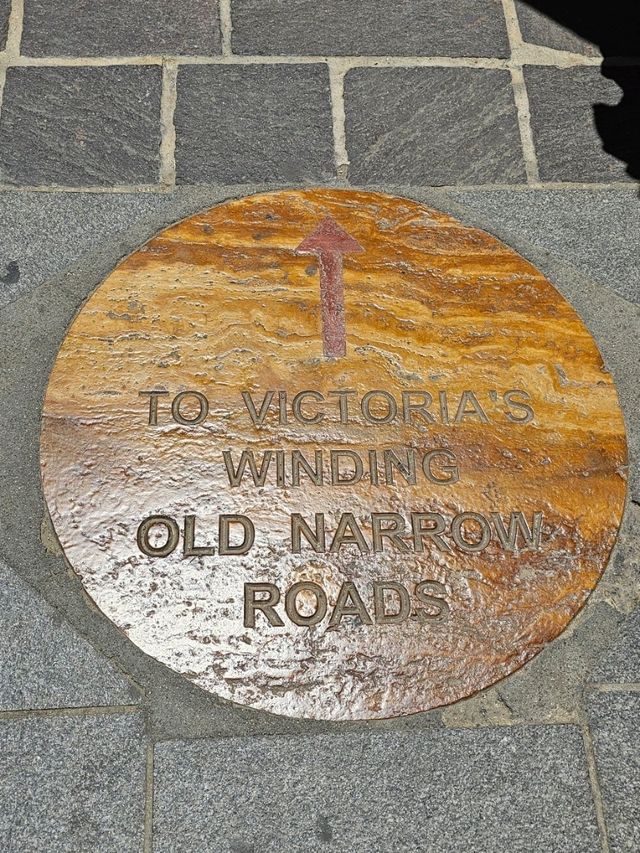 TO VICTORIA'S
WINDING
OLD NARROW
ROADS